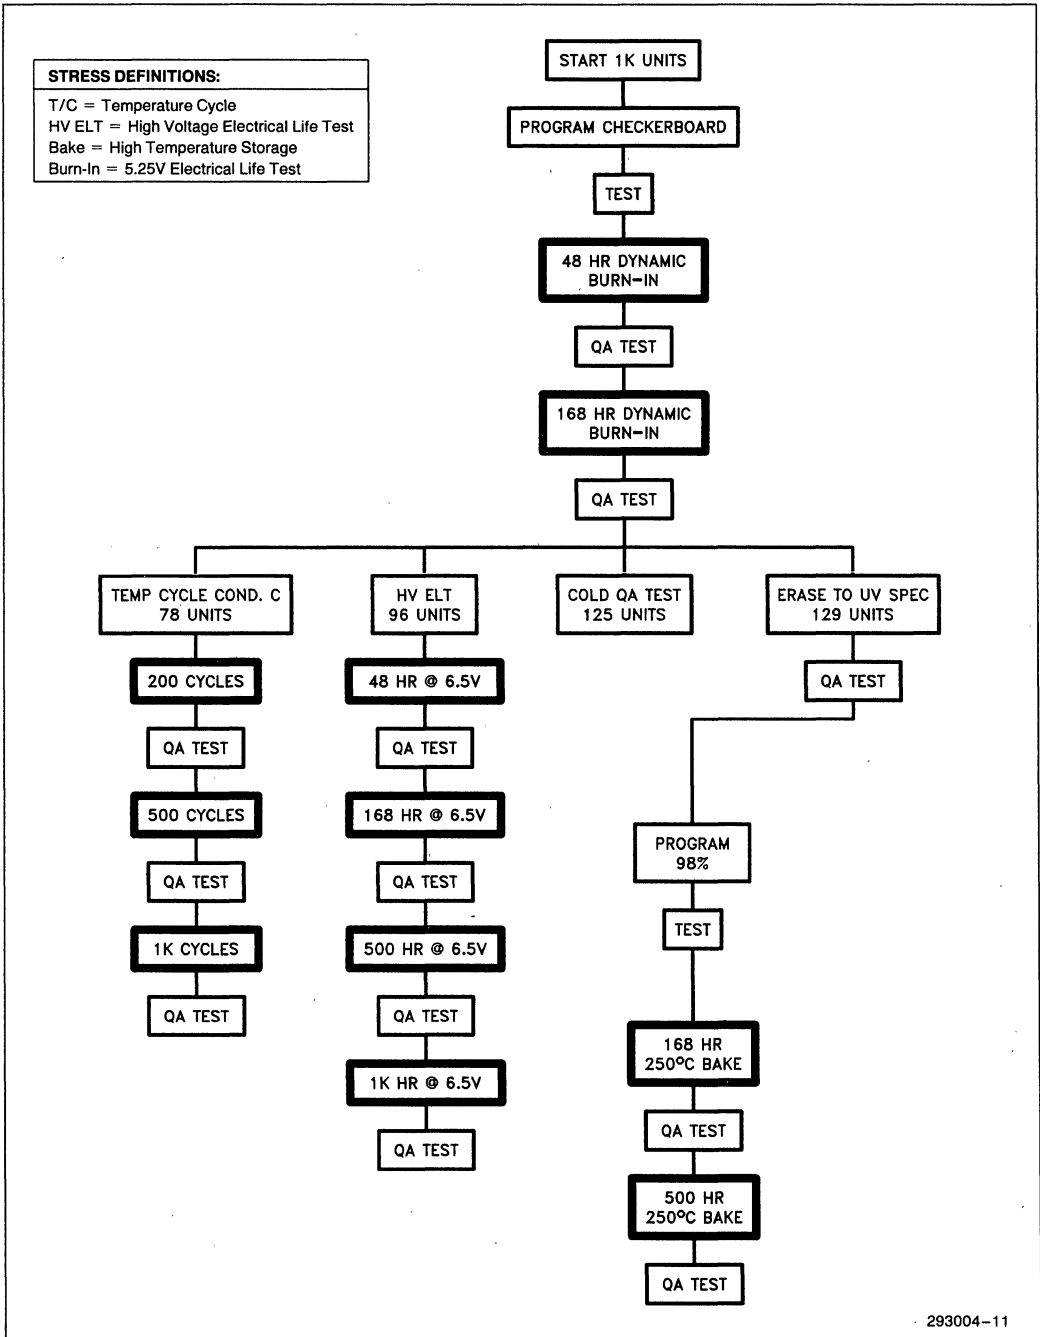 STRESS DEFINITIONS:
T/C = Temperature Cycle
HV ELT = High Voltage Electrical Life Test
Bake = High Temperature Storage
Burn-In = 5.25V Electrical Life Test
START 1K UNITS
PROGRAM CHECKERBOARD
TEST
48 HR DYNAMIC
BURN-IN
QA TEST
168 HR DYNAMIC
BURN-IN
QA TEST
TEMP CYCLE COND. C
78 UNITS
200 CYCLES
QA TEST
500 CYCLES
QA TEST
1K CYCLES
QA TEST
HV ELT
96 UNITS
48 HR @ 6.5V
QA TEST
168 HR @ 6.5V
QA TEST
500 HR @ 6.5V
QA TEST
1K HR @ 6.5V
QA TEST
COLD QA TEST
125 UNITS
ERASE TO UV SPEC
129 UNITS
QA TEST
PROGRAM
98%
TEST
168 HR
250°C BAKE
QA TEST
500 HR
250°C BAKE
QA TEST
293004-11